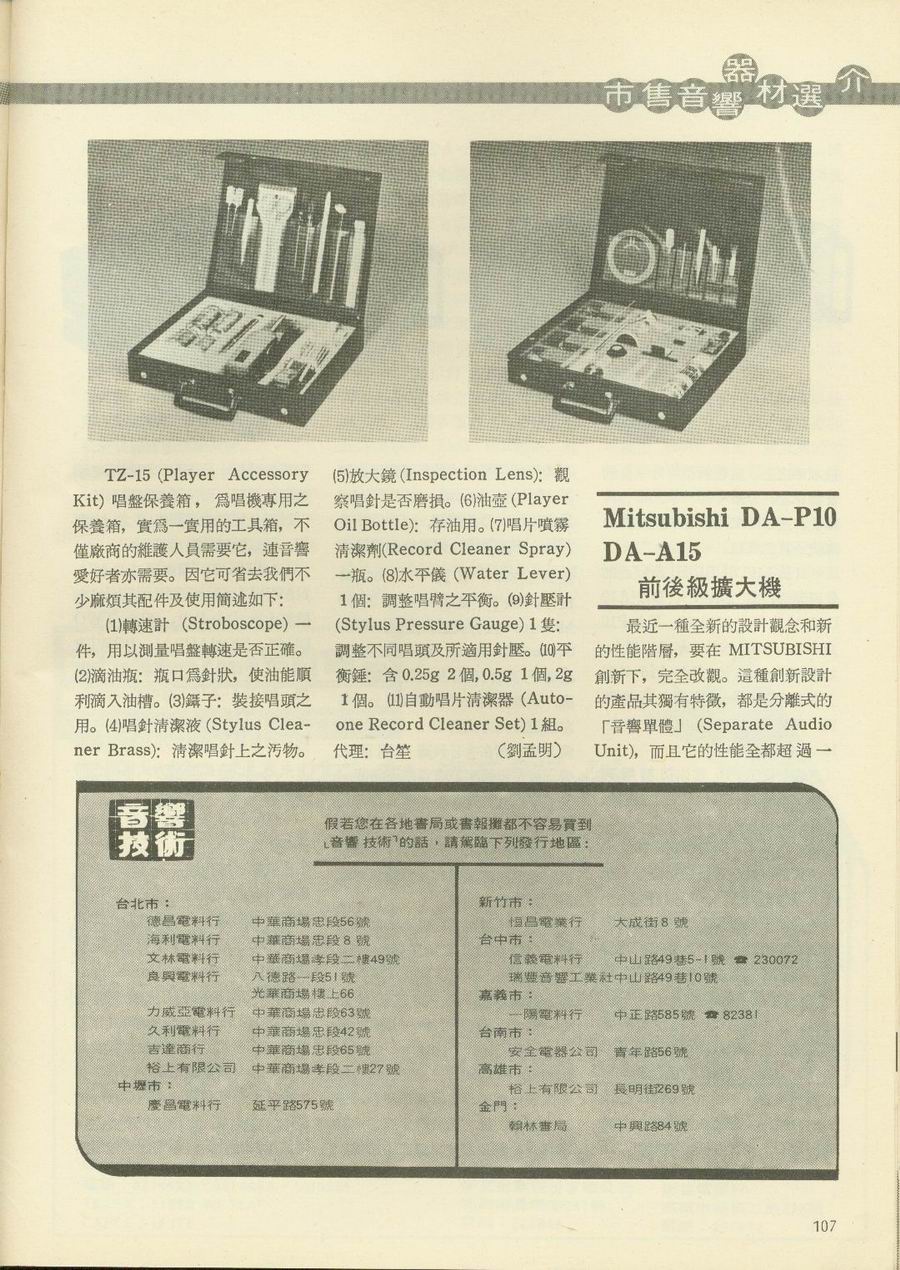 市售音響器材選介
TZ-15 (Player Accessory
Kit) 唱盤保養箱，爲唱機專用之
保養箱，實爲一實用的工具箱，不
僅廠商的維護人員需要它，連音響
愛好者亦需要。因它可省去我們不
少麻煩其配件及使用簡述如下：
⑴轉速計 (Stroboscope) 一
件，用以測量唱盤轉速是否正確。
⑵滴油瓶：瓶口爲針狀，使油能順
利滴入油槽。⑶鑷子：裝接唱頭之
用。⑷唱針清潔液 (Stylus Clea-
ner Brass)：清潔唱針上之汚物。
⑸放大鏡 (Inspection Lens)：觀
察唱針是否磨損。⑹油壺 (Player
Oil Bottle)：存油用。⑺唱片噴霧
清潔劑(Record Cleaner Spray)
一瓶。⑻水平儀 (Water Lever)
1個：調整唱臂之平衡。⑼針壓計
(Stylus Pressure Gauge) 1隻：
調整不同唱頭及所適用針壓。⑽平
衡錘：含 0.25g 2個, 0.5g 1個, 2g
1個。⑾自動唱片清潔器 (Auto-
one Record Cleaner Set) 1組。
代理：台笙 （劉孟明）
Mitsubishi DA-P10
DA-A15
前後級擴大機
最近一種全新的設計觀念和新
的性能階層，要在 MITSUBISHI
創新下，完全改觀。這種創新設計
的產品其獨有特徵，都是分離式的
「音響單體」 (Separate Audio
Unit)，而且它的性能全都超過一
音響
技術
假若您在各地書局或書報攤都不容易買到
「音響技術」的話，請駕臨下列發行地區：
台北市：
德昌電料行 中華商場忠段56號
海利電料行 中華商場忠段8號
文林電料行 中華商場孝段二樓49號
良興電料行 八德路一段51號
光華商場樓上66
力威亞電料行 中華商場忠段63號
久利電料行 中華商場忠段42號
吉達商行 中華商場忠段65號
裕上有限公司 中華商場孝段二樓27號
中壢市：
慶昌電料行 延平路575號
新竹市：
恒昌電業行 大成街8號
台中市：
信義電料行 中山路49巷5-1號 ☎ 230072
瑞豐音響工業社 中山路49巷10號
嘉義市：
一陽電料行 中正路585號 ☎ 82381
台南市：
安全電器公司 青年路56號
高雄市：
裕上有限公司 長明街269號
金門：
翰林書局 中興路84號
107